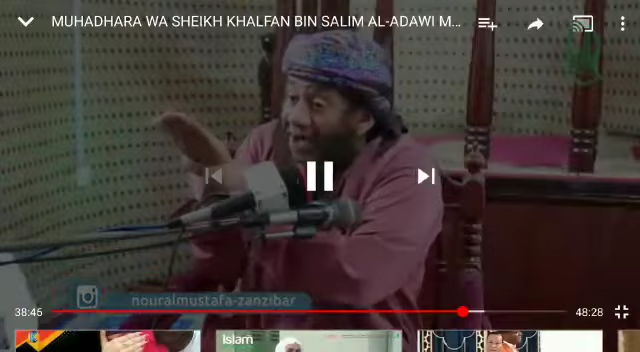 MUHADHARA WA SHEIKH KHALFAN BIN SALIM AL-ADAWI M...
nouralmustafa-zanzibar
38:45
48:28
Islam